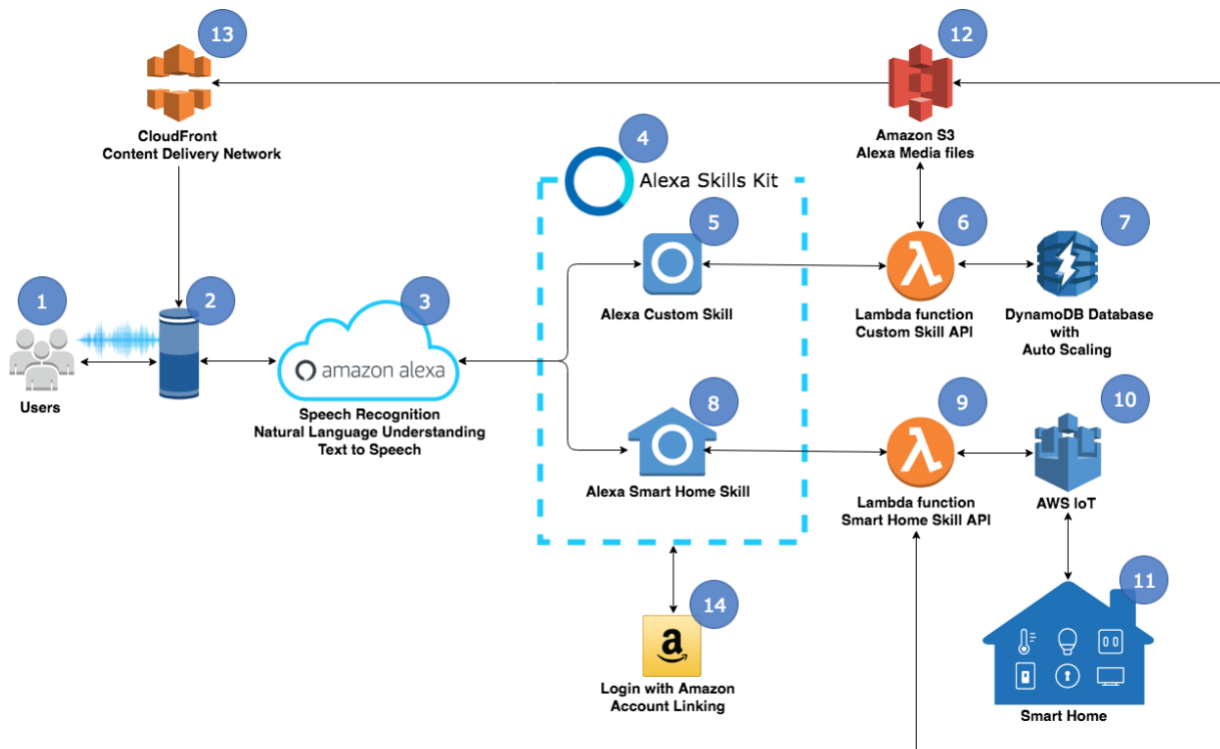 13
CloudFront
Content Delivery Network
12
Amazon S3
Alexa Media files
4
Alexa Skills Kit
5
Alexa Custom Skill
6
Lambda function
Custom Skill API
7
DynamoDB Database
with
Auto Scaling
1
Users
2
3
amazon alexa
Speech Recognition
Natural Language Understanding
Text to Speech
8
Alexa Smart Home Skill
9
Lambda function
Smart Home Skill API
10
AWS IoT
14
a
Login with Amazon
Account Linking
11
Smart Home